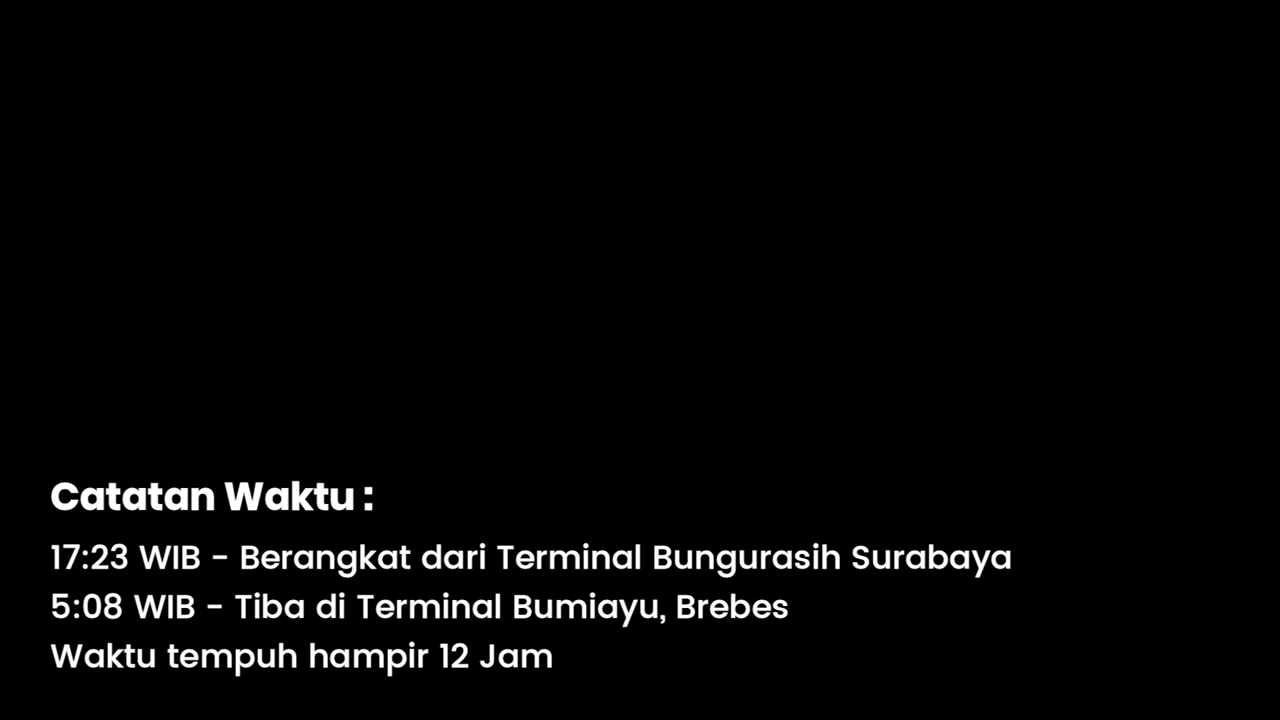 Catatan Waktu :
17:23 WIB - Berangkat dari Terminal Bungurasih Surabaya
5:08 WIB - Tiba di Terminal Bumiayu, Brebes
Waktu tempuh hampir 12 Jam